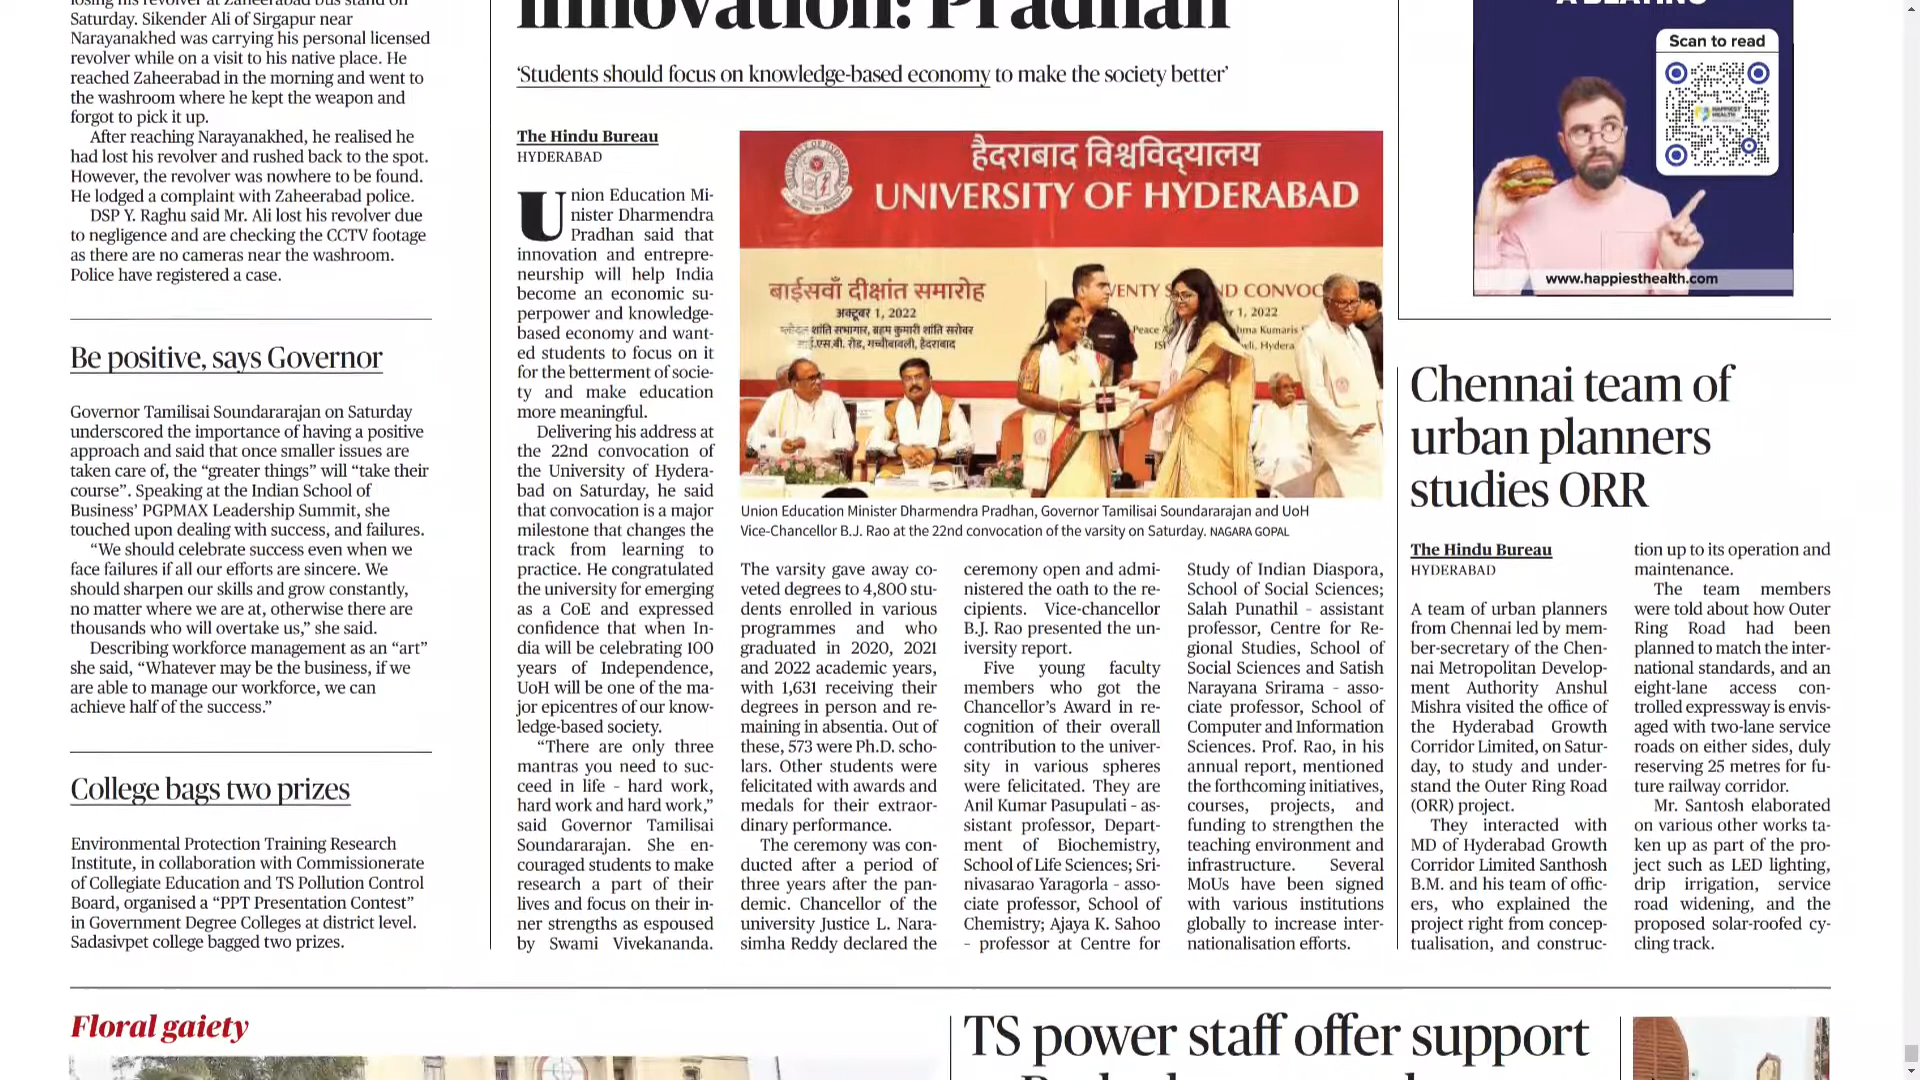 Saturday. Sikender Ali of Sirgapur near
Narayanakhed was carrying his personal licensed
revolver while on a visit to his native place. He
reached Zaheerabad in the morning and went to
the washroom where he kept the weapon and
forgot to pick it up.
After reaching Narayanakhed, he realised he
had lost his revolver and rushed back to the spot.
However, the revolver was nowhere to be found.
He lodged a complaint with Zaheerabad police.
DSP Y. Raghu said Mr. Ali lost his revolver due
to negligence and are checking the CCTV footage
as there are no cameras near the washroom.
Police have registered a case.
Be positive, says Governor
Governor Tamilisai Soundararajan on Saturday
underscored the importance of having a positive
approach and said that once smaller issues are
taken care of, the “greater things” will “take their
course”. Speaking at the Indian School of
Business’ PGPMAX Leadership Summit, she
touched upon dealing with success, and failures.
“We should celebrate success even when we
face failures if all our efforts are sincere. We
should sharpen our skills and grow constantly,
no matter where we are at, otherwise there are
thousands who will overtake us,” she said.
Describing workforce management as an “art”
she said, “Whatever may be the business, if we
are able to manage our workforce, we can
achieve half of the success.”
College bags two prizes
Environmental Protection Training Research
Institute, in collaboration with Commissionerate
of Collegiate Education and TS Pollution Control
Board, organised a “PPT Presentation Contest”
in Government Degree Colleges at district level.
Sadasivpet college bagged two prizes.
innovation: Pradhan
‘Students should focus on knowledge-based economy to make the society better’
The Hindu Bureau
HYDERABAD
Union Education Mi-
nister Dharmendra
Pradhan said that
innovation and entrepre-
neurship will help India
become an economic su-
perpower and knowledge-
based economy and want-
ed students to focus on it
for the betterment of socie-
ty and make education
more meaningful.
Delivering his address at
the 22nd convocation of
the University of Hydera-
bad on Saturday, he said
that convocation is a major
milestone that changes the
track from learning to
practice. He congratulated
the university for emerging
as a CoE and expressed
confidence that when In-
dia will be celebrating 100
years of Independence,
UoH will be one of the ma-
jor epicentres of our know-
ledge-based society.
“There are only three
mantras you need to suc-
ceed in life - hard work,
hard work and hard work,”
said Governor Tamilisai
Soundararajan. She en-
couraged students to make
research a part of their
lives and focus on their in-
ner strengths as espoused
by Swami Vivekananda.
हैदराबाद विश्वविद्यालय
UNIVERSITY OF HYDERABAD
बाईसवाँ दीक्षांत समारोह
अक्टूबर 1, 2022
ग्लोबल शांति सभागार, ब्रह्म कुमारी शांति सरोवर
आई.एस.बी. रोड, गच्चीबावली, हैदराबाद
VENTY S ND CONVOC
r 1, 2022
Peace A hma Kumaris
IS eli, Hydera
Union Education Minister Dharmendra Pradhan, Governor Tamilisai Soundararajan and UoH
Vice-Chancellor B.J. Rao at the 22nd convocation of the varsity on Saturday. NAGARA GOPAL
The varsity gave away co-
veted degrees to 4,800 stu-
dents enrolled in various
programmes and who
graduated in 2020, 2021
and 2022 academic years,
with 1,631 receiving their
degrees in person and re-
maining in absentia. Out of
these, 573 were Ph.D. scho-
lars. Other students were
felicitated with awards and
medals for their extraor-
dinary performance.
The ceremony was con-
ducted after a period of
three years after the pan-
demic. Chancellor of the
university Justice L. Nara-
simha Reddy declared the
ceremony open and admi-
nistered the oath to the re-
cipients. Vice-chancellor
B.J. Rao presented the un-
iversity report.
Five young faculty
members who got the
Chancellor’s Award in re-
cognition of their overall
contribution to the univer-
sity in various spheres
were felicitated. They are
Anil Kumar Pasupulati - as-
sistant professor, Depart-
ment of Biochemistry,
School of Life Sciences; Sri-
nivasarao Yaragorla - asso-
ciate professor, School of
Chemistry; Ajaya K. Sahoo
- professor at Centre for
Study of Indian Diaspora,
School of Social Sciences;
Salah Punathil - assistant
professor, Centre for Re-
gional Studies, School of
Social Sciences and Satish
Narayana Srirama - asso-
ciate professor, School of
Computer and Information
Sciences. Prof. Rao, in his
annual report, mentioned
the forthcoming initiatives,
courses, projects, and
funding to strengthen the
teaching environment and
infrastructure. Several
MoUs have been signed
with various institutions
globally to increase inter-
nationalisation efforts.
A BEATING
Scan to read
HAPPIEST
HEALTH
www.happiesthealth.com
Chennai team of
urban planners
studies ORR
The Hindu Bureau
HYDERABAD
A team of urban planners
from Chennai led by mem-
ber-secretary of the Chen-
nai Metropolitan Develop-
ment Authority Anshul
Mishra visited the office of
the Hyderabad Growth
Corridor Limited, on Satur-
day, to study and under-
stand the Outer Ring Road
(ORR) project.
They interacted with
MD of Hyderabad Growth
Corridor Limited Santhosh
B.M. and his team of offic-
ers, who explained the
project right from concep-
tualisation, and construc-
tion up to its operation and
maintenance.
The team members
were told about how Outer
Ring Road had been
planned to match the inter-
national standards, and an
eight-lane access con-
trolled expressway is envis-
aged with two-lane service
roads on either sides, duly
reserving 25 metres for fu-
ture railway corridor.
Mr. Santosh elaborated
on various other works ta-
ken up as part of the pro-
ject such as LED lighting,
drip irrigation, service
road widening, and the
proposed solar-roofed cy-
cling track.
Floral gaiety
TS power staff offer support